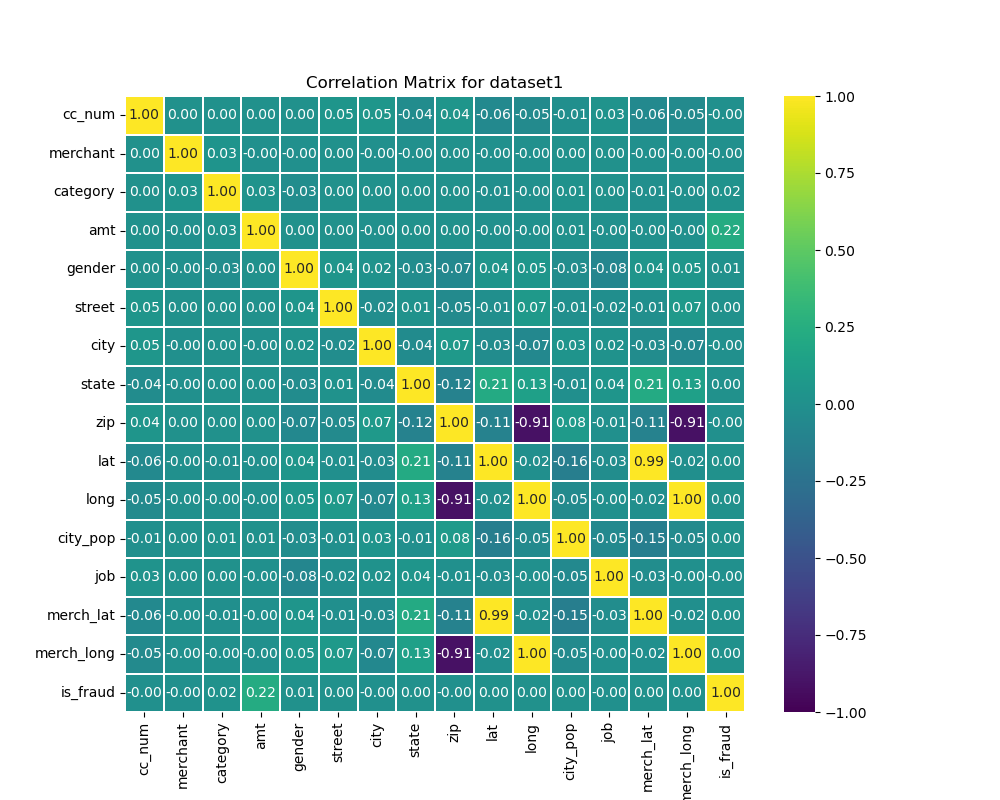 Correlation Matrix for dataset1
cc_num 1.00 0.00 0.00 0.00 0.00 0.05 0.05 -0.04 0.04 -0.06 -0.05 -0.01 0.03 -0.06 -0.05 -0.00
merchant 0.00 1.00 0.03 -0.00 -0.00 0.00 -0.00 -0.00 0.00 -0.00 -0.00 0.00 0.00 -0.00 -0.00 -0.00
category 0.00 0.03 1.00 0.03 -0.03 0.00 0.00 0.00 0.00 -0.01 -0.00 0.01 0.00 -0.01 -0.00 0.02
amt 0.00 -0.00 0.03 1.00 0.00 0.00 -0.00 0.00 0.00 -0.00 -0.00 0.01 -0.00 -0.00 -0.00 0.22
gender 0.00 -0.00 -0.03 0.00 1.00 0.04 0.02 -0.03 -0.07 0.04 0.05 -0.03 -0.08 0.04 0.05 0.01
street 0.05 0.00 0.00 0.00 0.04 1.00 -0.02 0.01 -0.05 -0.01 0.07 -0.01 -0.02 -0.01 0.07 0.00
city 0.05 -0.00 0.00 -0.00 0.02 -0.02 1.00 -0.04 0.07 -0.03 -0.07 0.03 0.02 -0.03 -0.07 -0.00
state -0.04 -0.00 0.00 0.00 -0.03 0.01 -0.04 1.00 -0.12 0.21 0.13 -0.01 0.04 0.21 0.13 0.00
zip 0.04 0.00 0.00 0.00 -0.07 -0.05 0.07 -0.12 1.00 -0.11 -0.91 0.08 -0.01 -0.11 -0.91 -0.00
lat -0.06 -0.00 -0.01 -0.00 0.04 -0.01 -0.03 0.21 -0.11 1.00 -0.02 -0.16 -0.03 0.99 -0.02 0.00
long -0.05 -0.00 -0.00 -0.00 0.05 0.07 -0.07 0.13 -0.91 -0.02 1.00 -0.05 -0.00 -0.02 1.00 0.00
city_pop -0.01 0.00 0.01 0.01 -0.03 -0.01 0.03 -0.01 0.08 -0.16 -0.05 1.00 -0.05 -0.15 -0.05 0.00
job 0.03 0.00 0.00 -0.00 -0.08 -0.02 0.02 0.04 -0.01 -0.03 -0.00 -0.05 1.00 -0.03 -0.00 -0.00
merch_lat -0.06 -0.00 -0.01 -0.00 0.04 -0.01 -0.03 0.21 -0.11 0.99 -0.02 -0.15 -0.03 1.00 -0.02 0.00
merch_long -0.05 -0.00 -0.00 -0.00 0.05 0.07 -0.07 0.13 -0.91 -0.02 1.00 -0.05 -0.00 -0.02 1.00 0.00
is_fraud -0.00 -0.00 0.02 0.22 0.01 0.00 -0.00 0.00 -0.00 0.00 0.00 0.00 -0.00 0.00 0.00 1.00
cc_num merchant category amt gender street city state zip lat long city_pop job merch_lat merch_long is_fraud
1.00
0.75
0.50
0.25
0.00
−0.25
−0.50
−0.75
−1.00